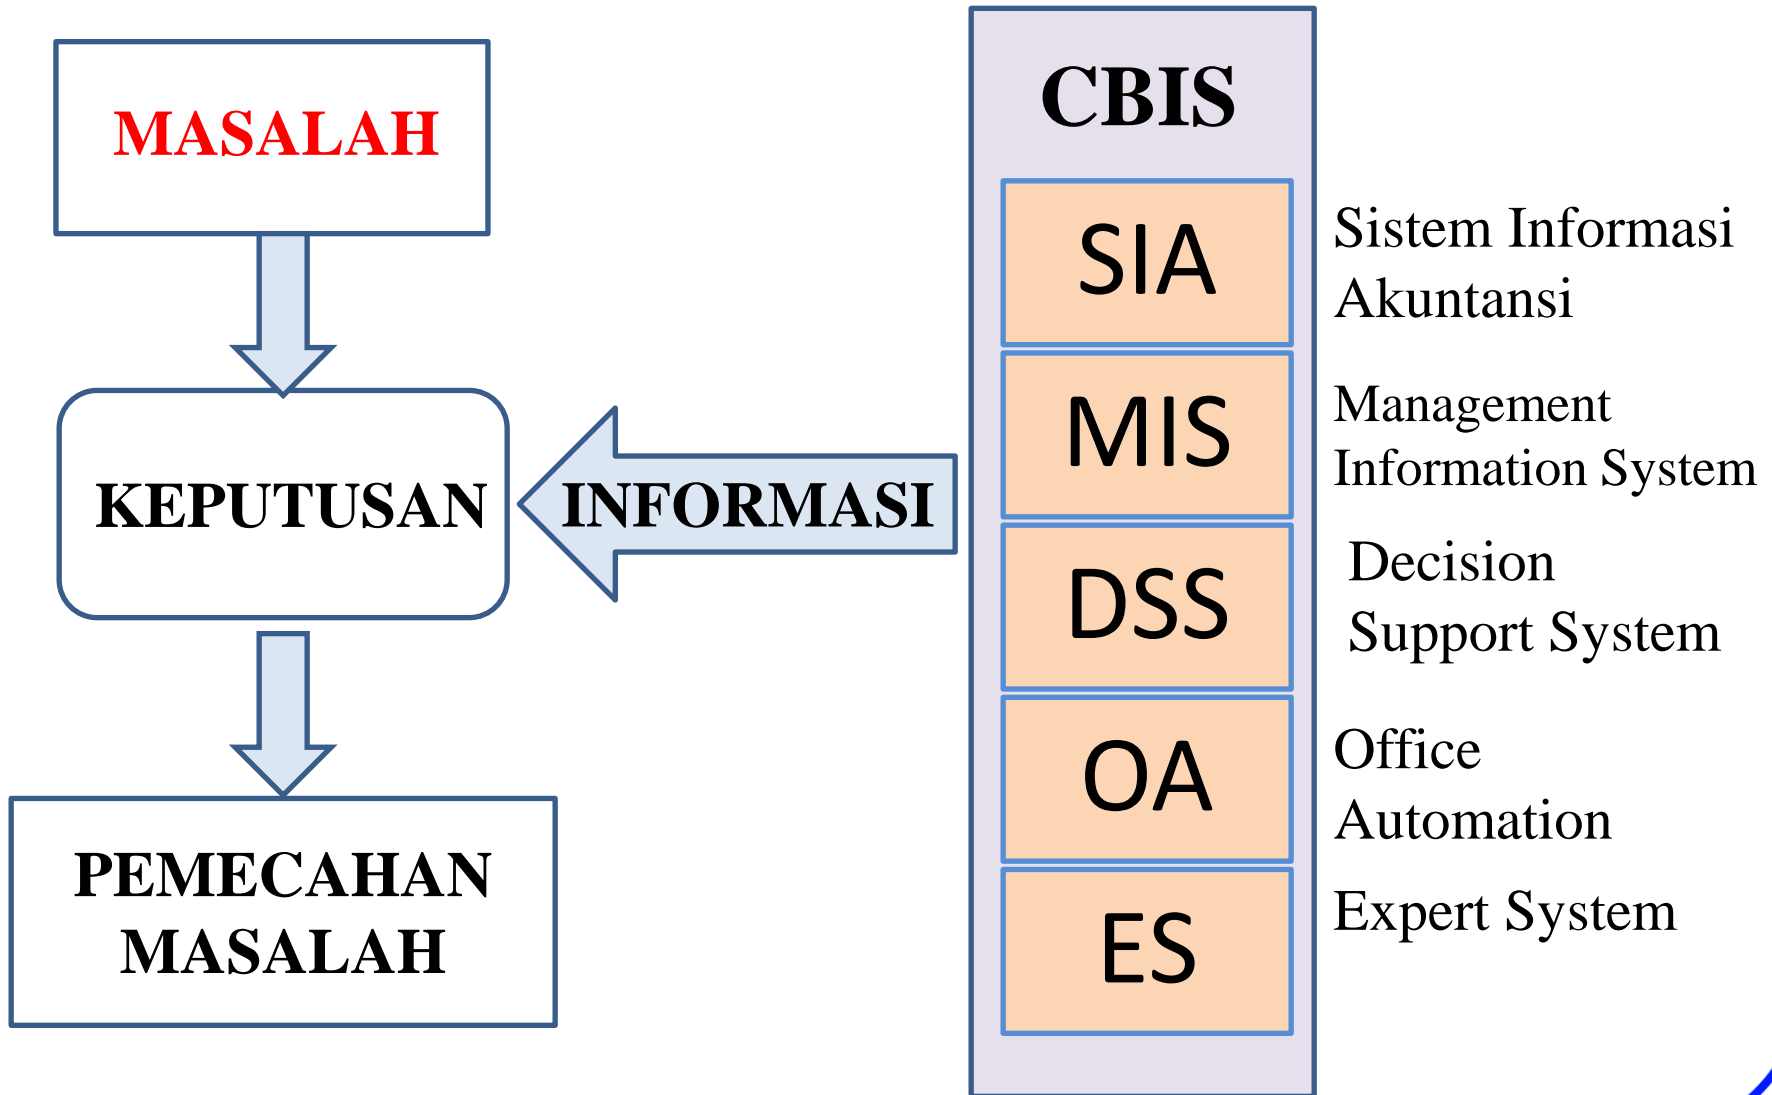 MASALAH
KEPUTUSAN
PEMECAHAN
MASALAH
INFORMASI
CBIS
SIA
Sistem Informasi
Akuntansi
MIS
Management
Information System
DSS
Decision
Support System
OA
Office
Automation
ES
Expert System